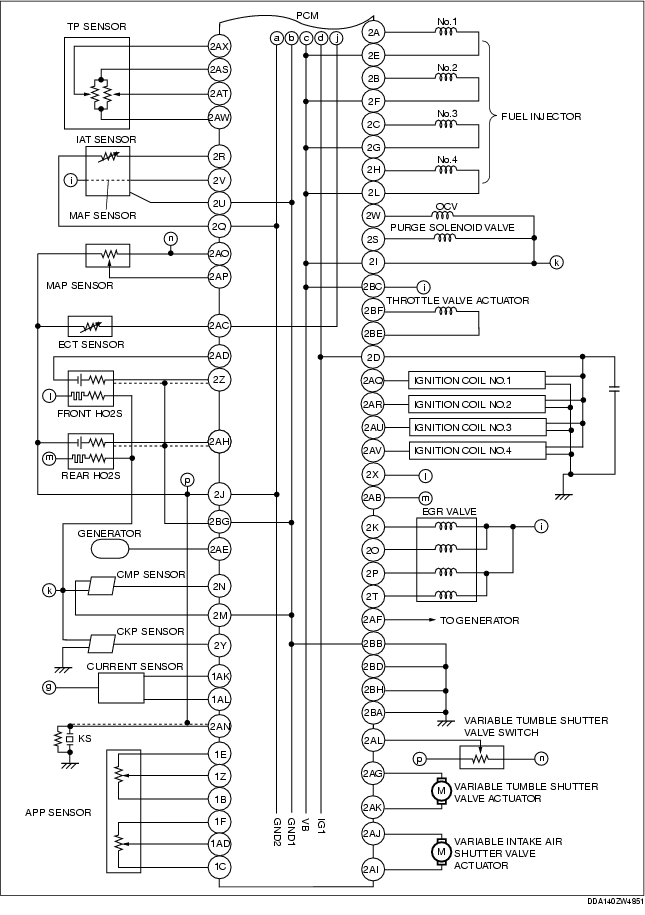 PCM
TP SENSOR
2AX
2AS
2AT
2AW
IAT SENSOR
2R
i
2V
2U
MAF SENSOR
2Q
n
2AO
MAP SENSOR
2AP
2AC
ECT SENSOR
2AD
2Z
l
FRONT HO2S
2AH
m
REAR HO2S
p
2J
2BG
GENERATOR
2AE
CMP SENSOR
k
2N
2M
CKP SENSOR
2Y
CURRENT SENSOR
1AK
g
1AL
2AN
KS
1E
1Z
1B
APP SENSOR
1F
1AD
1C
a b c d j
GND2
GND1
VB
IG1
2A
No.1
2E
2B
No.2
2F
FUEL INJECTOR
2C
No.3
2G
2H
No.4
2L
2W
OCV
PURGE SOLENOID VALVE
2S
2I
k
2BC
i
THROTTLE VALVE ACTUATOR
2BF
2BE
2D
2AQ
IGNITION COIL NO.1
2AR
IGNITION COIL NO.2
2AU
IGNITION COIL NO.3
2AV
IGNITION COIL NO.4
2X
l
2AB
m
EGR VALVE
2K
i
2O
2P
2T
2AF
TO GENERATOR
2BB
2BD
2BH
2BA
VARIABLE TUMBLE SHUTTER
VALVE SWITCH
2AL
p
n
2AG
M
VARIABLE TUMBLE SHUTTER
VALVE ACTUATOR
2AK
2AJ
M
VARIABLE INTAKE AIR
SHUTTER VALVE
ACTUATOR
2AI
DDA140ZW4851